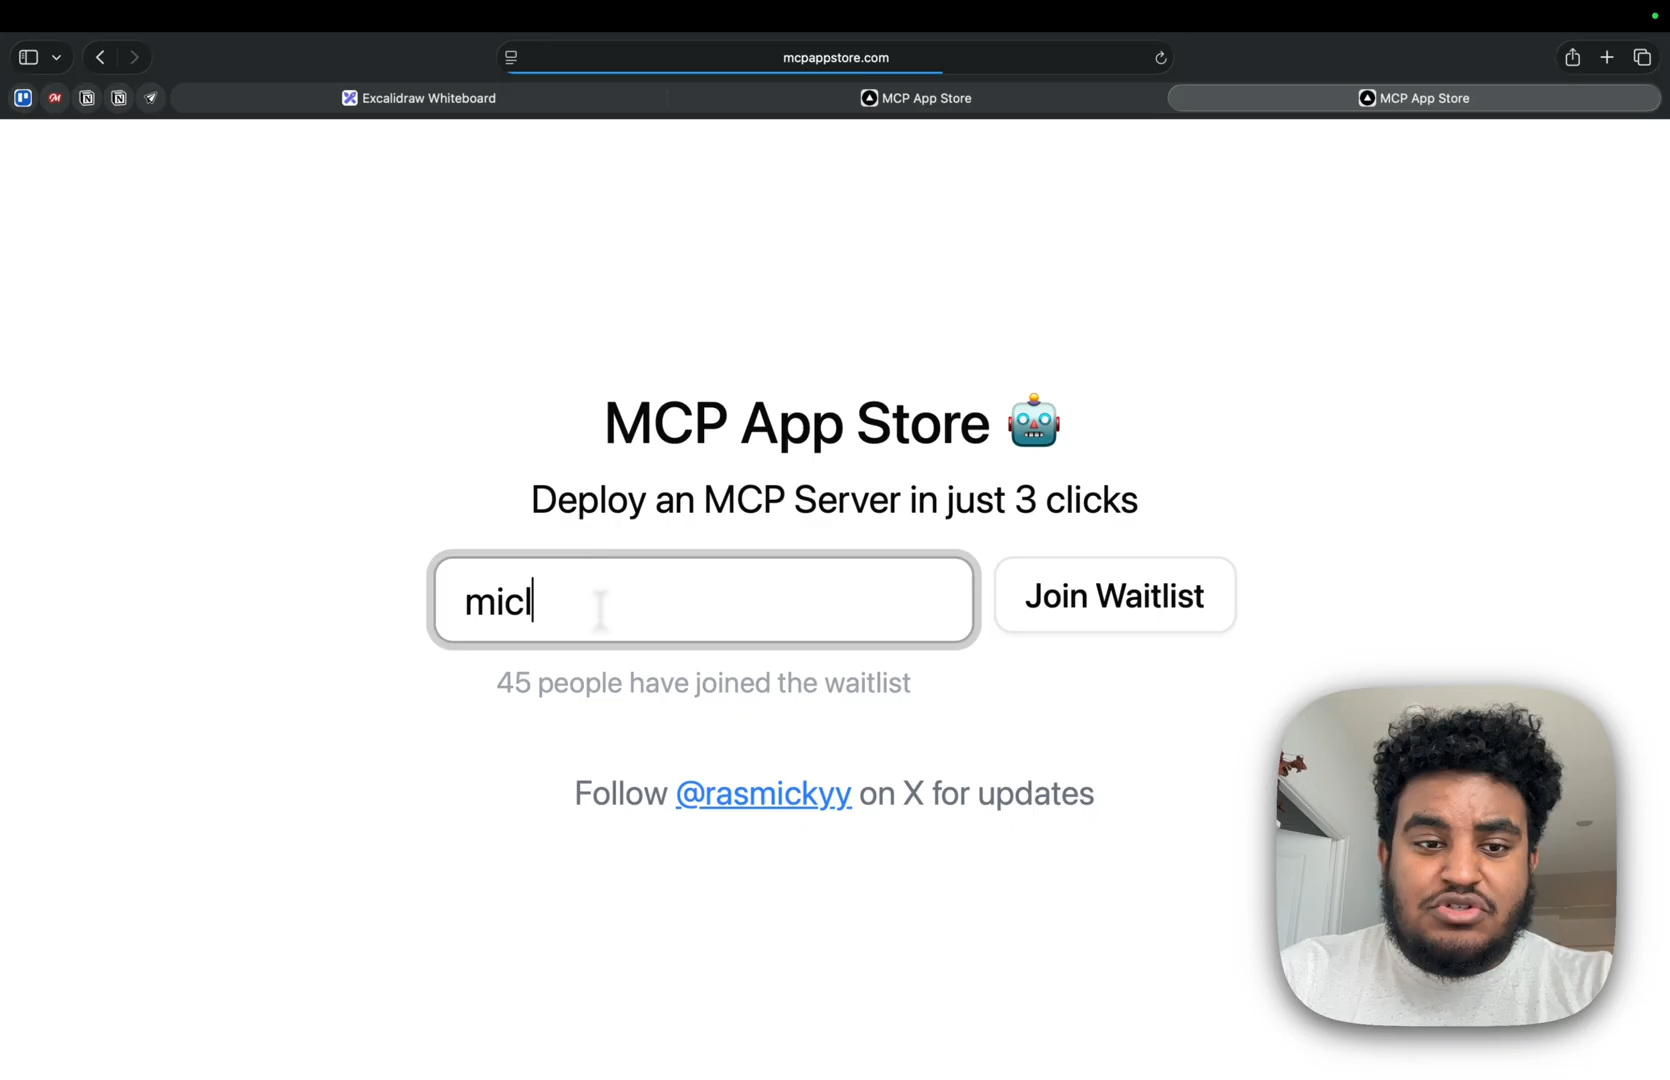 mcpappstore.com
Excalidraw Whiteboard
MCP App Store
MCP App Store
MCP App Store 🤖
Deploy an MCP Server in just 3 clicks
micl
Join Waitlist
45 people have joined the waitlist
Follow @rasmickyy on X for updates